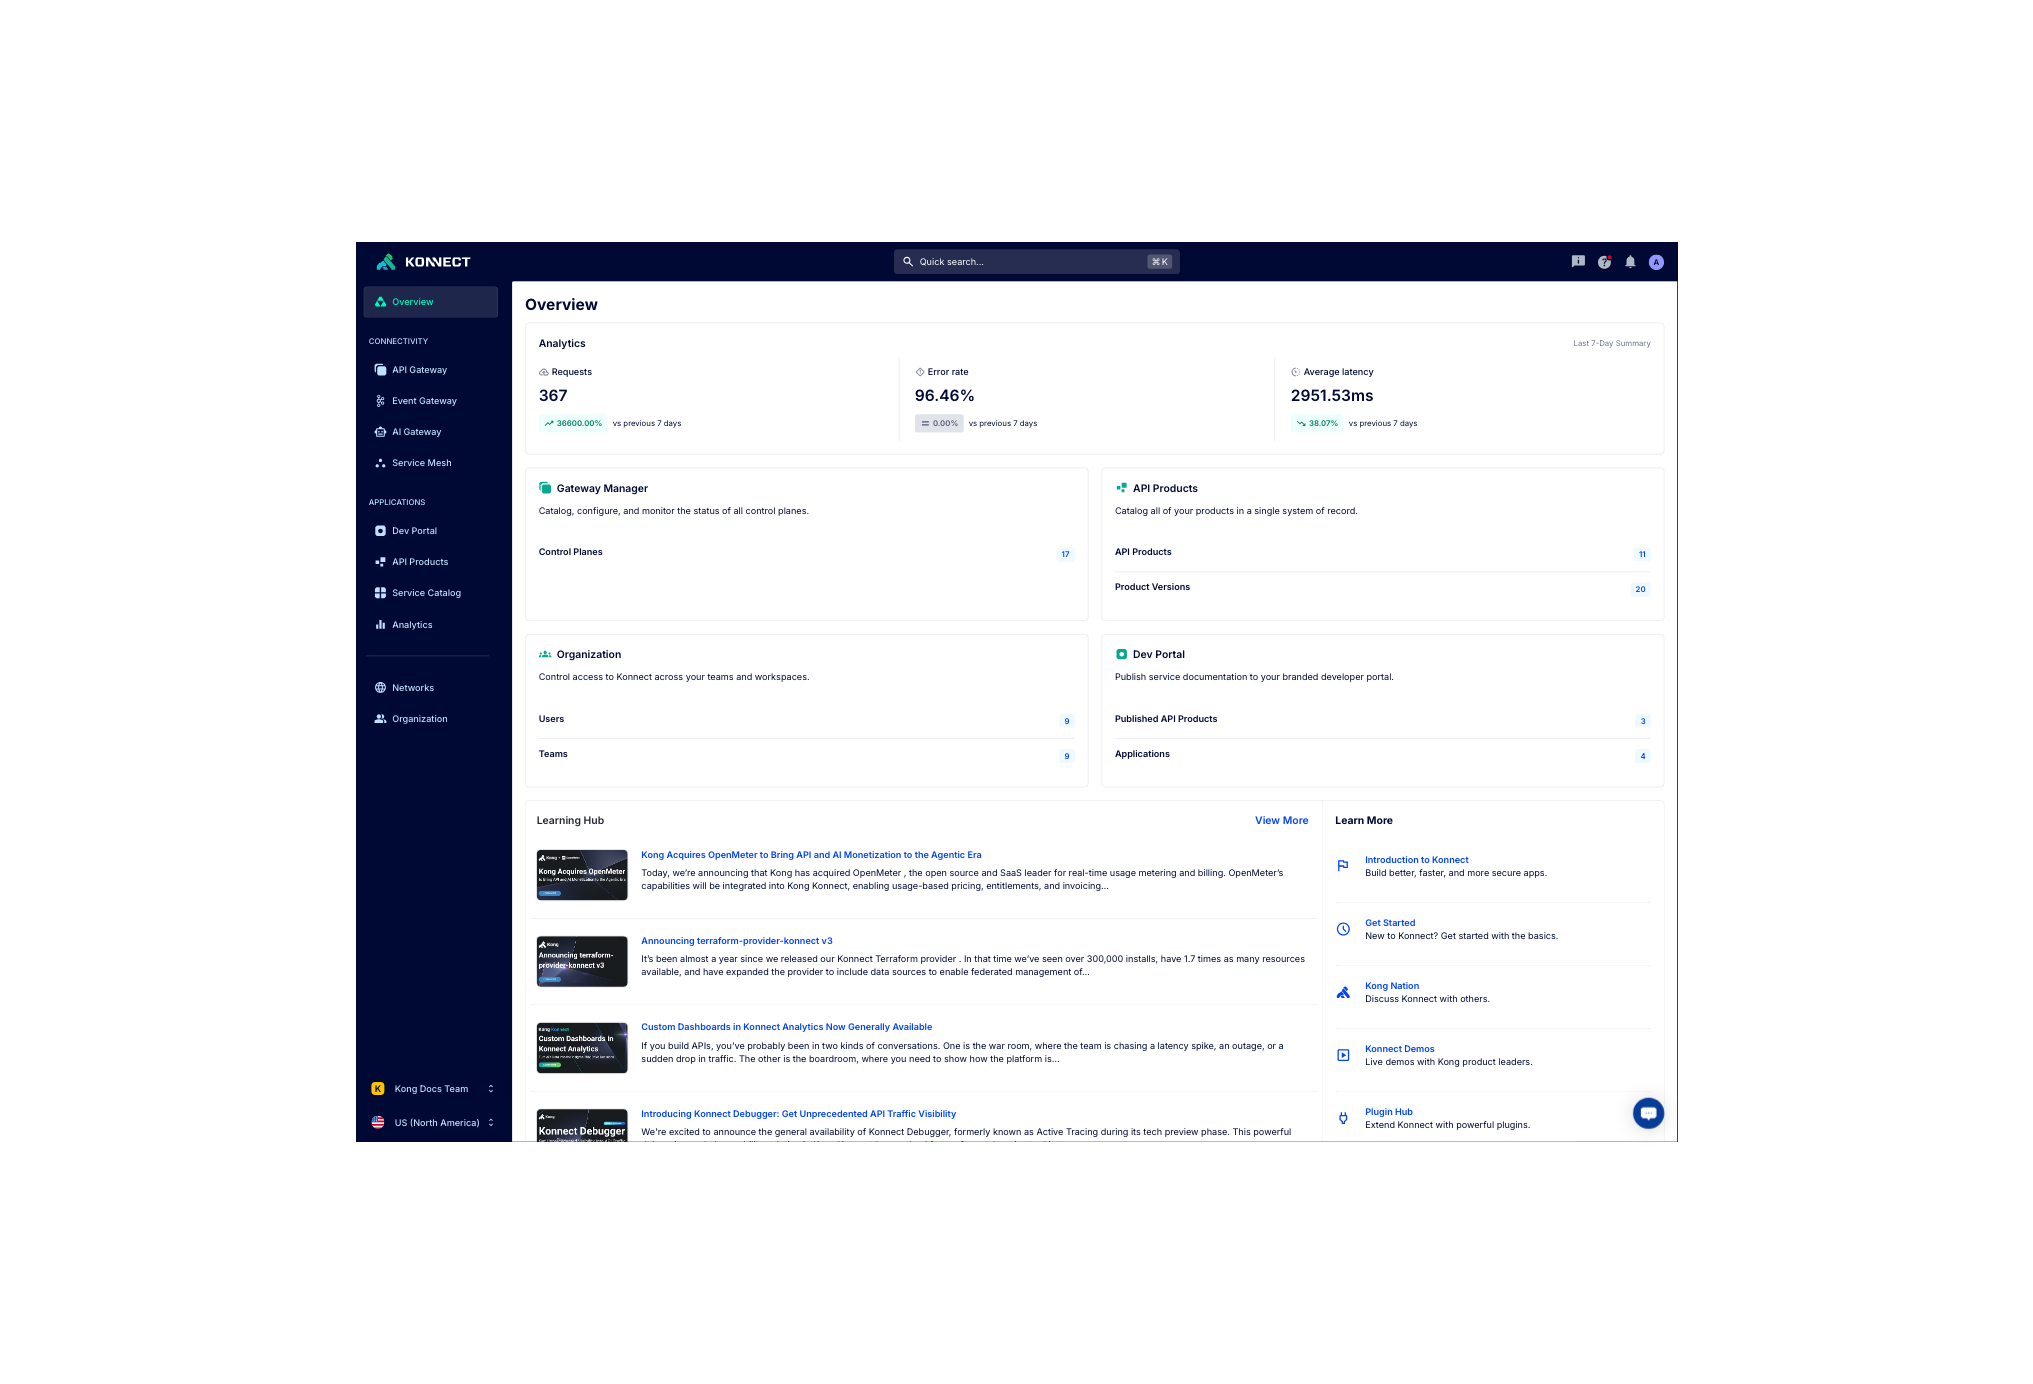 KONNECT
Quick search...
⌘ K
A
Overview
CONNECTIVITY
API Gateway
Event Gateway
AI Gateway
Service Mesh
APPLICATIONS
Dev Portal
API Products
Service Catalog
Analytics
Networks
Organization
K Kong Docs Team
US (North America)
Overview
Analytics
Last 7-Day Summary
Requests
367
36600.00% vs previous 7 days
Error rate
96.46%
0.00% vs previous 7 days
Average latency
2951.53ms
38.07% vs previous 7 days
Gateway Manager
Catalog, configure, and monitor the status of all control planes.
Control Planes 17
API Products
Catalog all of your products in a single system of record.
API Products 11
Product Versions 20
Organization
Control access to Konnect across your teams and workspaces.
Users 9
Teams 9
Dev Portal
Publish service documentation to your branded developer portal.
Published API Products 3
Applications 4
Learning Hub
View More
Kong
Kong Acquires OpenMeter
to Bring API and AI Monetization to the Agentic Era
Kong Acquires OpenMeter to Bring API and AI Monetization to the Agentic Era
Today, we're announcing that Kong has acquired OpenMeter , the open source and SaaS leader for real-time usage metering and billing. OpenMeter's
capabilities will be integrated into Kong Konnect, enabling usage-based pricing, entitlements, and invoicing...
Kong
Announcing terraform-
provider-konnect v3
Announcing terraform-provider-konnect v3
It's been almost a year since we released our Konnect Terraform provider . In that time we've seen over 300,000 installs, have 1.7 times as many resources
available, and have expanded the provider to include data sources to enable federated management of...
Kong Konnect
Custom Dashboards in
Konnect Analytics
Custom Dashboards in Konnect Analytics Now Generally Available
If you build APIs, you've probably been in two kinds of conversations. One is the war room, where the team is chasing a latency spike, an outage, or a
sudden drop in traffic. The other is the boardroom, where you need to show how the platform is...
Kong
Konnect Debugger
Introducing Konnect Debugger: Get Unprecedented API Traffic Visibility
We're excited to announce the general availability of Konnect Debugger, formerly known as Active Tracing during its tech preview phase. This powerful
Learn More
Introduction to Konnect
Build better, faster, and more secure apps.
Get Started
New to Konnect? Get started with the basics.
Kong Nation
Discuss Konnect with others.
Konnect Demos
Live demos with Kong product leaders.
Plugin Hub
Extend Konnect with powerful plugins.